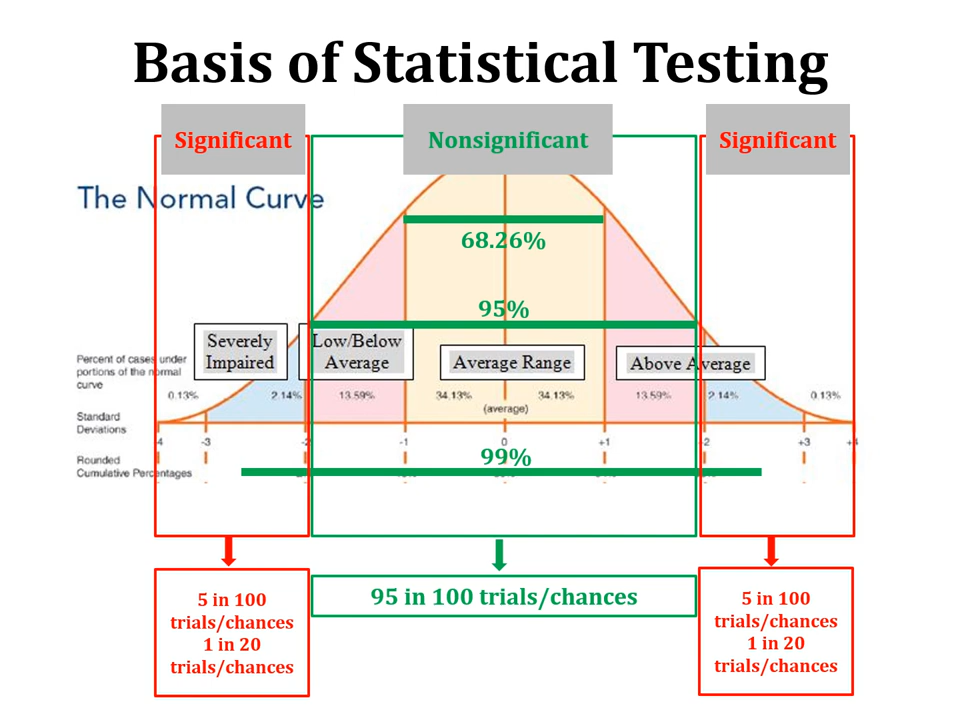 Basis of Statistical Testing
Significant
Nonsignificant
Significant
The Normal Curve
68.26%
95%
Severely
Impaired
Low/Below
Average
Average Range
Above Average
Percent of cases under
portions of the normal
curve
0.13%
2.14%
13.59%
34.13%
34.13%
13.59%
2.14%
0.13%
(average)
Standard
Deviations
-4
-3
-2
-1
0
+1
+2
+3
+4
99%
Rounded
Cumulative Percentages
5 in 100
trials/chances
1 in 20
trials/chances
95 in 100 trials/chances
5 in 100
trials/chances
1 in 20
trials/chances